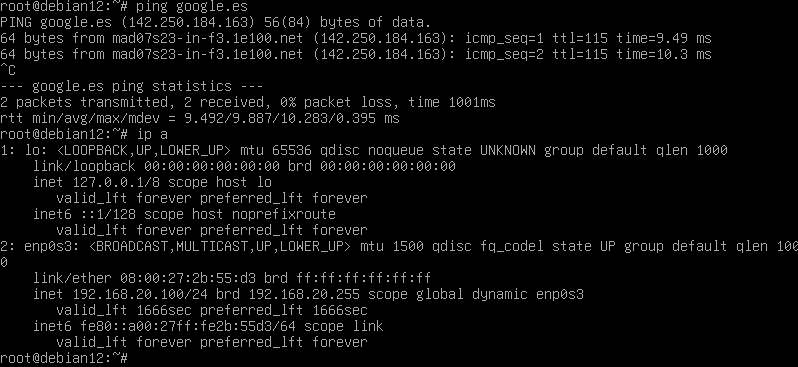 root@debian12:~# ping google.es
PING google.es (142.250.184.163) 56(84) bytes of data.
64 bytes from mad07s23-in-f3.1e100.net (142.250.184.163): icmp_seq=1 ttl=115 time=9.49 ms
64 bytes from mad07s23-in-f3.1e100.net (142.250.184.163): icmp_seq=2 ttl=115 time=10.3 ms
^C
--- google.es ping statistics ---
2 packets transmitted, 2 received, 0% packet loss, time 1001ms
rtt min/avg/max/mdev = 9.492/9.887/10.283/0.395 ms
root@debian12:~# ip a
1: lo: <LOOPBACK,UP,LOWER_UP> mtu 65536 qdisc noqueue state UNKNOWN group default qlen 1000
    link/loopback 00:00:00:00:00:00 brd 00:00:00:00:00:00
    inet 127.0.0.1/8 scope host lo
       valid_lft forever preferred_lft forever
    inet6 ::1/128 scope host noprefixroute
       valid_lft forever preferred_lft forever
2: enp0s3: <BROADCAST,MULTICAST,UP,LOWER_UP> mtu 1500 qdisc fq_codel state UP group default qlen 100
0
    link/ether 08:00:27:2b:55:d3 brd ff:ff:ff:ff:ff:ff
    inet 192.168.20.100/24 brd 192.168.20.255 scope global dynamic enp0s3
       valid_lft 1666sec preferred_lft 1666sec
    inet6 fe80::a00:27ff:fe2b:55d3/64 scope link
       valid_lft forever preferred_lft forever
root@debian12:~#